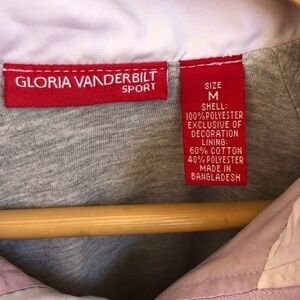 GLORIA VANDERBILT
SPORT
SIZE
M
SHELL:
100% POLYESTER
EXCLUSIVE OF
DECORATION
LINING:
60% COTTON
40% POLYESTER
MADE IN
BANGLADESH